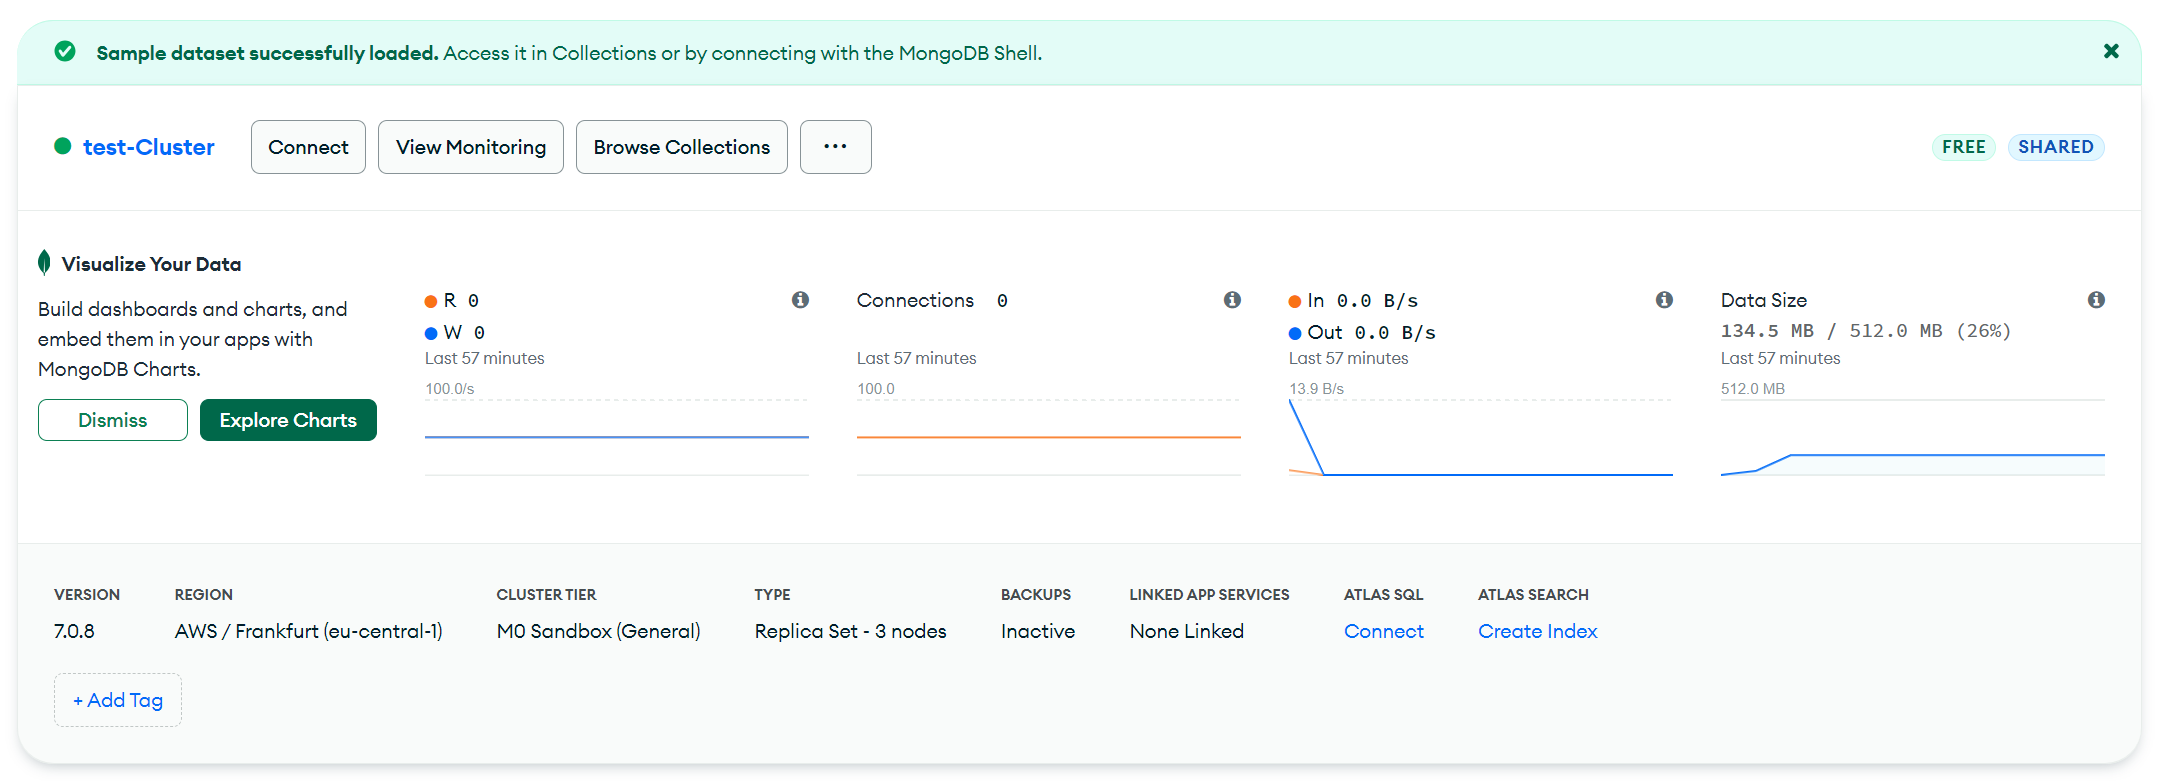 Sample dataset successfully loaded. Access it in Collections or by connecting with the MongoDB Shell.
test-Cluster
Connect
View Monitoring
Browse Collections
...
FREE
SHARED
Visualize Your Data
Build dashboards and charts, and
embed them in your apps with
MongoDB Charts.
Dismiss
Explore Charts
R 0
W 0
Last 57 minutes
100.0/s
Connections 0
Last 57 minutes
100.0
In 0.0 B/s
Out 0.0 B/s
Last 57 minutes
13.9 B/s
Data Size
134.5 MB / 512.0 MB (26%)
Last 57 minutes
512.0 MB
VERSION
7.0.8
REGION
AWS / Frankfurt (eu-central-1)
CLUSTER TIER
M0 Sandbox (General)
TYPE
Replica Set - 3 nodes
BACKUPS
Inactive
LINKED APP SERVICES
None Linked
ATLAS SQL
Connect
ATLAS SEARCH
Create Index
+ Add Tag